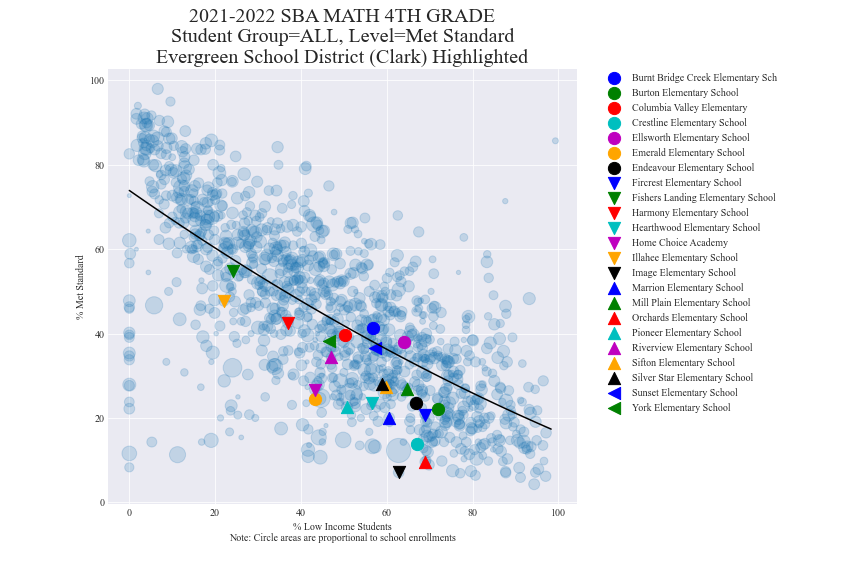 2021-2022 SBA MATH 4TH GRADE
Student Group=ALL, Level=Met Standard
Evergreen School District (Clark) Highlighted
100
80
60
40
20
0
% Met Standard
0 20 40 60 80 100
% Low Income Students
Note: Circle areas are proportional to school enrollments
Burnt Bridge Creek Elementary Sch
Burton Elementary School
Columbia Valley Elementary
Crestline Elementary School
Ellsworth Elementary School
Emerald Elementary School
Endeavour Elementary School
Fircrest Elementary School
Fishers Landing Elementary School
Harmony Elementary School
Hearthwood Elementary School
Home Choice Academy
Illahee Elementary School
Image Elementary School
Marrion Elementary School
Mill Plain Elementary School
Orchards Elementary School
Pioneer Elementary School
Riverview Elementary School
Sifton Elementary School
Silver Star Elementary School
Sunset Elementary School
York Elementary School